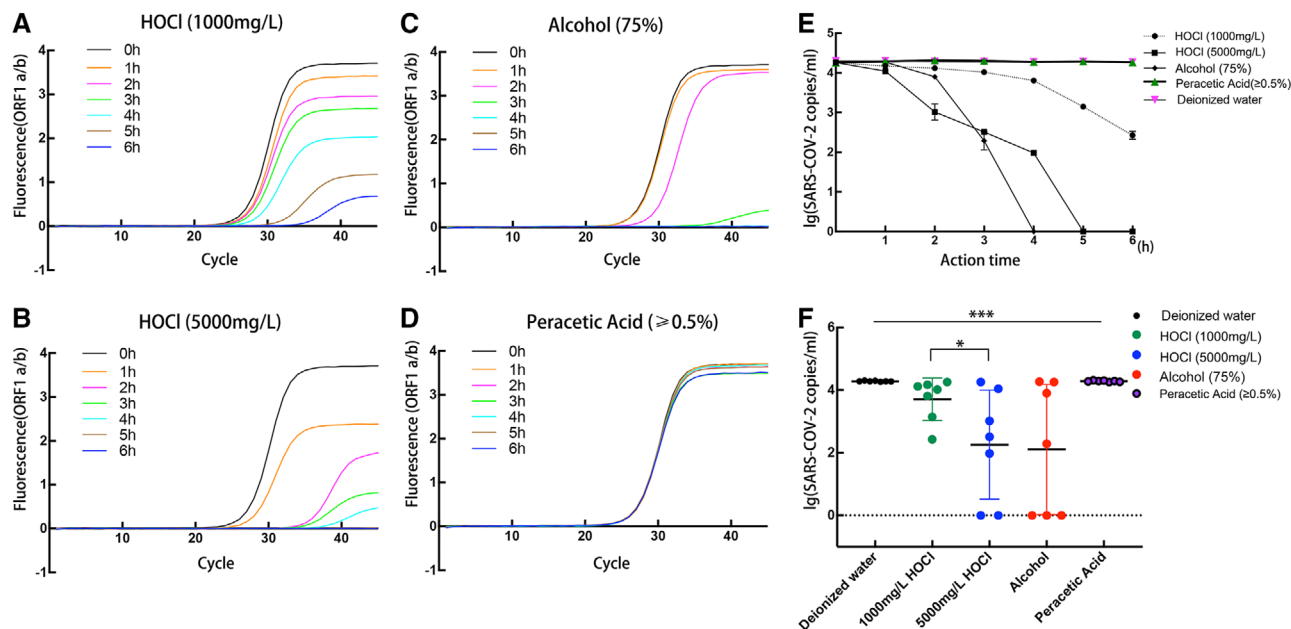 A
HOCl (1000mg/L)
Fluorescence(ORF1 a/b)
4
3
2
1
0
-1
0h
1h
2h
3h
4h
5h
6h
10
20
30
40
Cycle
C
Alcohol (75%)
Fluorescence(ORF1 a/b)
4
3
2
1
0
-1
0h
1h
2h
3h
4h
5h
6h
10
20
30
40
Cycle
E
lg(SARS-COV-2 copies/ml)
5
4
3
2
1
0
HOCl (1000mg/L)
HOCl (5000mg/L)
Alcohol (75%)
Peracetic Acid(≥0.5%)
Deionized water
1
2
3
4
5
6
(h)
Action time
B
HOCl (5000mg/L)
Fluorescence(ORF1 a/b)
4
3
2
1
0
-1
0h
1h
2h
3h
4h
5h
6h
10
20
30
40
Cycle
D
Peracetic Acid (≥0.5%)
Fluorescence (ORF1 a/b)
4
3
2
1
0
-1
0h
1h
2h
3h
4h
5h
6h
10
20
30
40
Cycle
F
lg(SARS-COV-2 copies/ml)
6
4
2
0
***
*
Deionized water
HOCl (1000mg/L)
HOCl (5000mg/L)
Alcohol (75%)
Peracetic Acid (≥0.5%)
Deionized water
1000mg/L HOCl
5000mg/L HOCl
Alcohol
Peracetic Acid